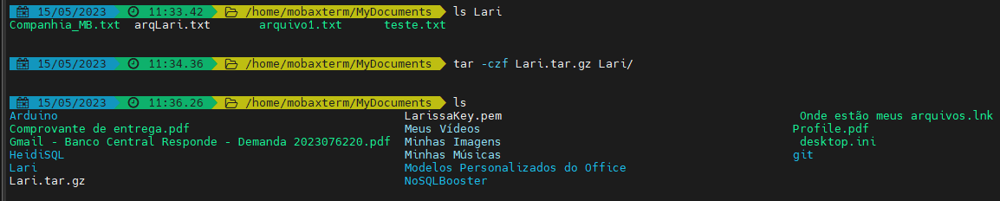 15/05/2023 11:33.42 /home/mobaxterm/MyDocuments ls Lari
Companhia_MB.txt arqLari.txt arquivo1.txt teste.txt
15/05/2023 11:34.36 /home/mobaxterm/MyDocuments tar -czf Lari.tar.gz Lari/
15/05/2023 11:36.26 /home/mobaxterm/MyDocuments ls
Arduino LarissaKey.pem Onde estão meus arquivos.lnk
Comprovante de entrega.pdf Meus Vídeos Profile.pdf
Gmail - Banco Central Responde - Demanda 2023076220.pdf Minhas Imagens desktop.ini
HeidiSQL Minhas Músicas git
Lari Modelos Personalizados do Office
Lari.tar.gz NoSQLBooster